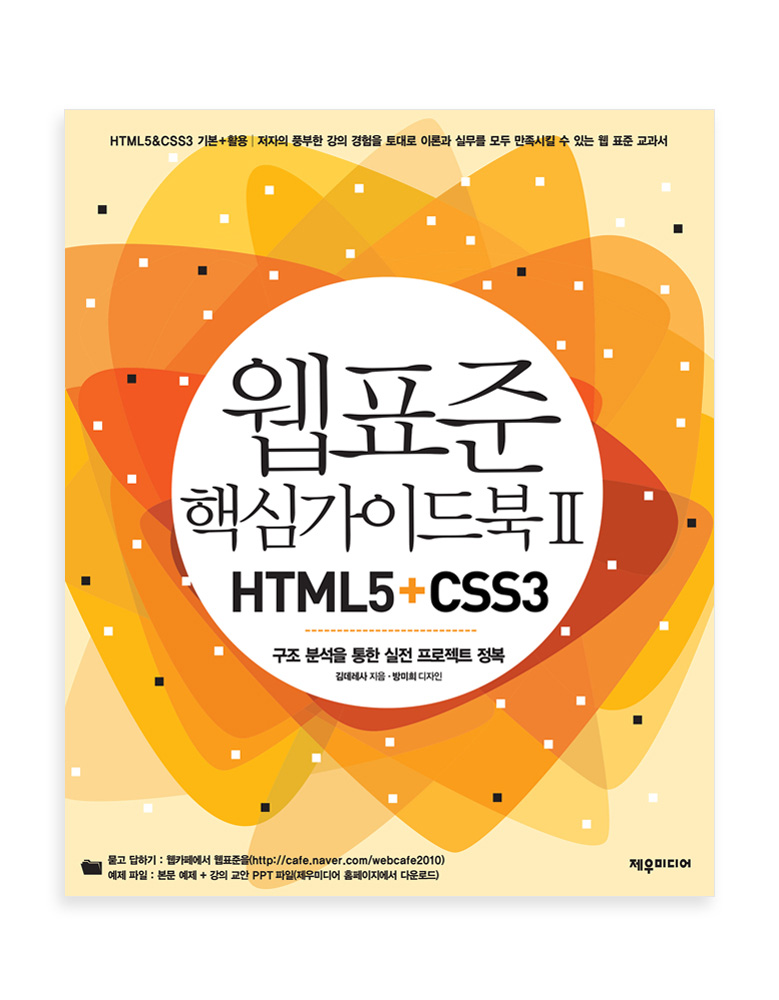 HTML5&CSS3 기본+활용 | 저자의 풍부한 강의 경험을 토대로 이론과 실무를 모두 만족시킬 수 있는 웹 표준 교과서
웹표준
핵심가이드북 II
HTML5+CSS3
구조 분석을 통한 실전 프로젝트 정복
김데레사 지음 · 방미희 디자인
묻고 답하기 : 웹카페에서 웹표준을(http://cafe.naver.com/webcafe2010)
예제 파일 : 본문 예제 + 강의 교안 PPT 파일(제우미디어 홈페이지에서 다운로드)
제우미디어